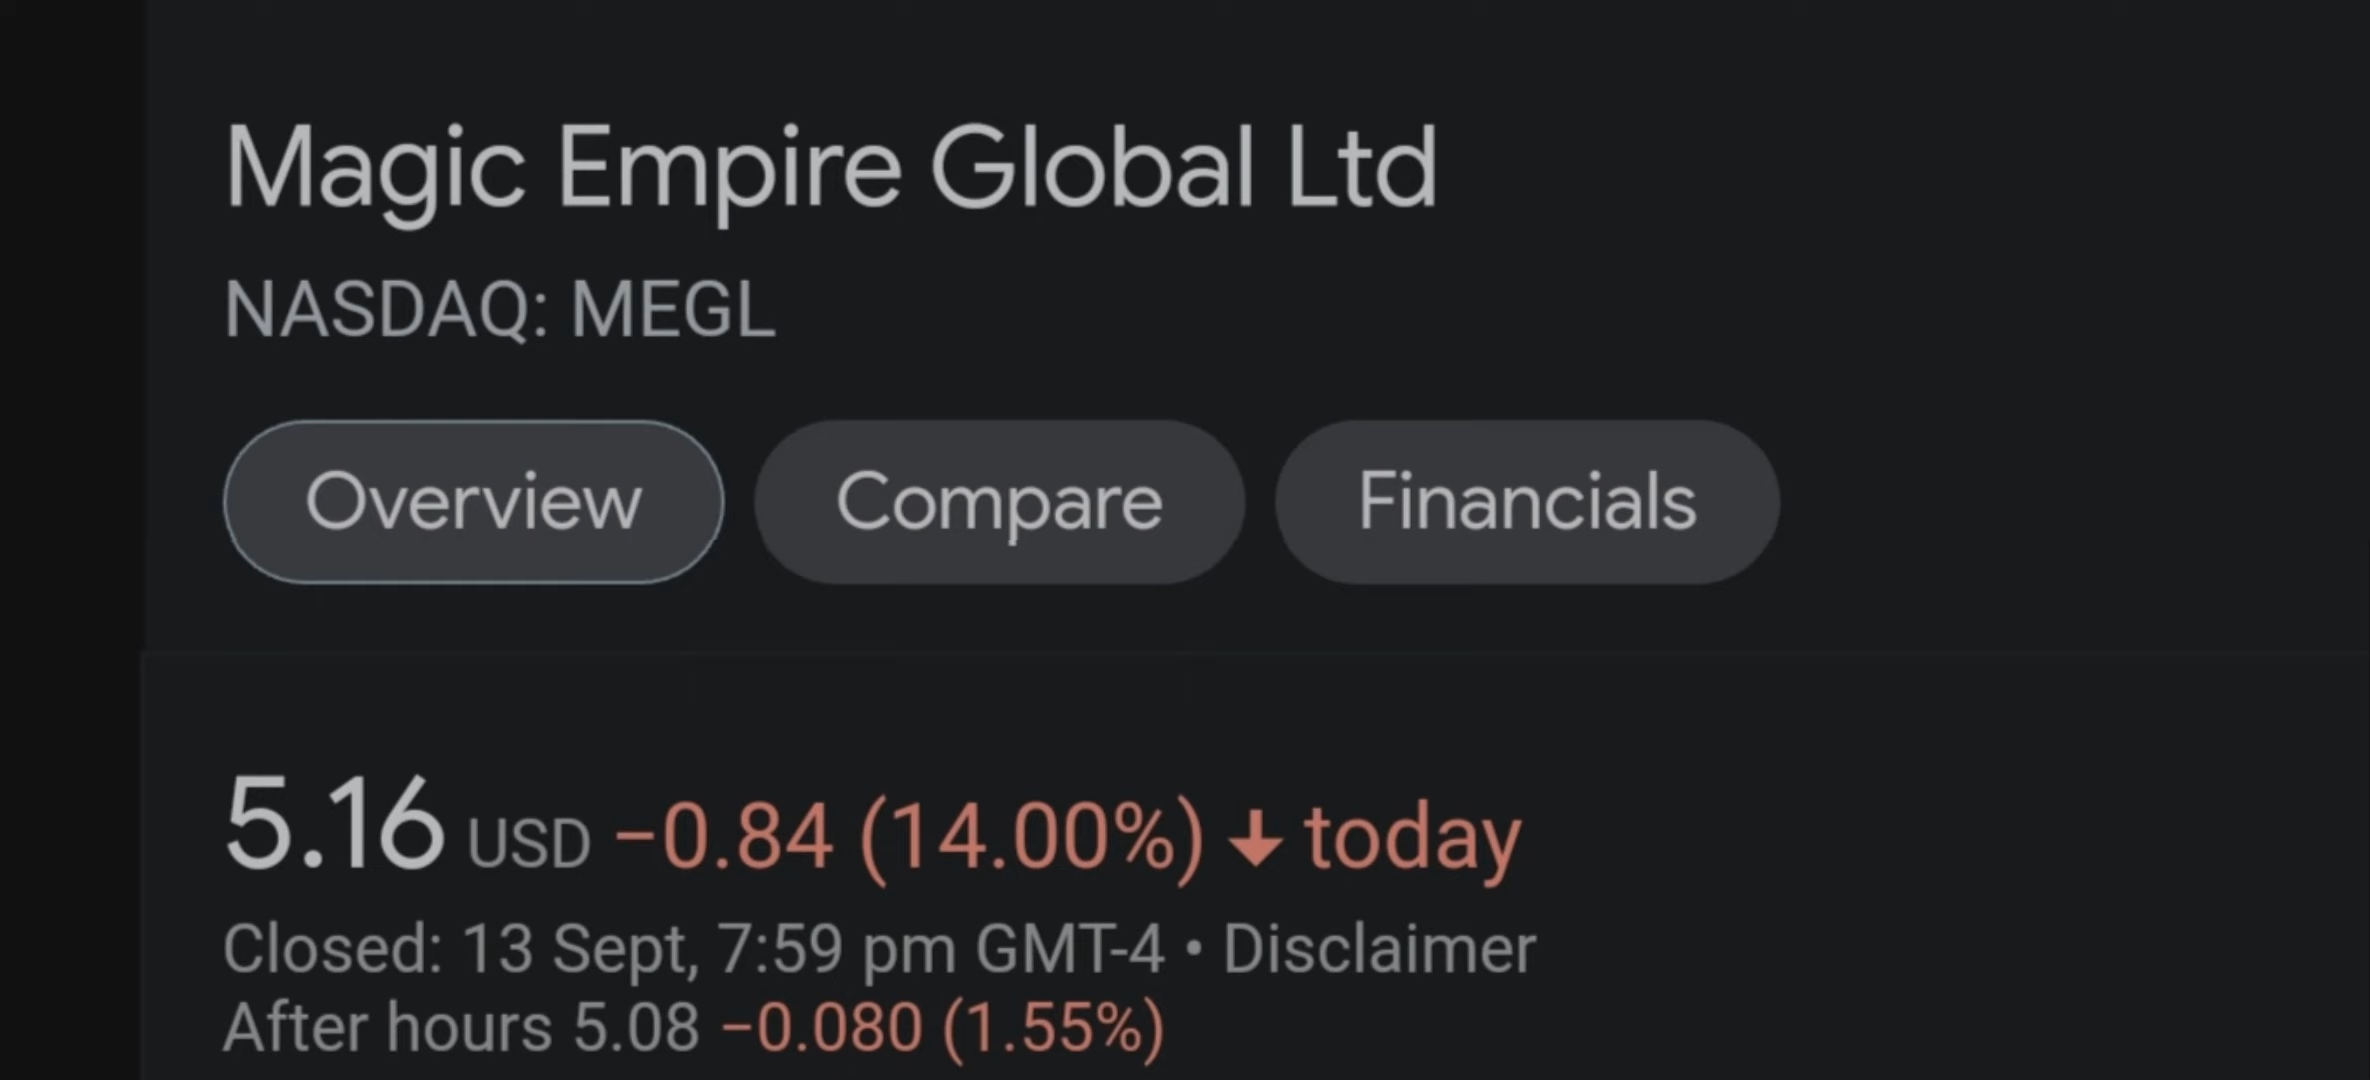 Magic Empire Global Ltd
NASDAQ: MEGL
Overview Compare Financials
5.16 USD −0.84 (14.00%) ↓ today
Closed: 13 Sept, 7:59 pm GMT-4 • Disclaimer
After hours 5.08 −0.080 (1.55%)